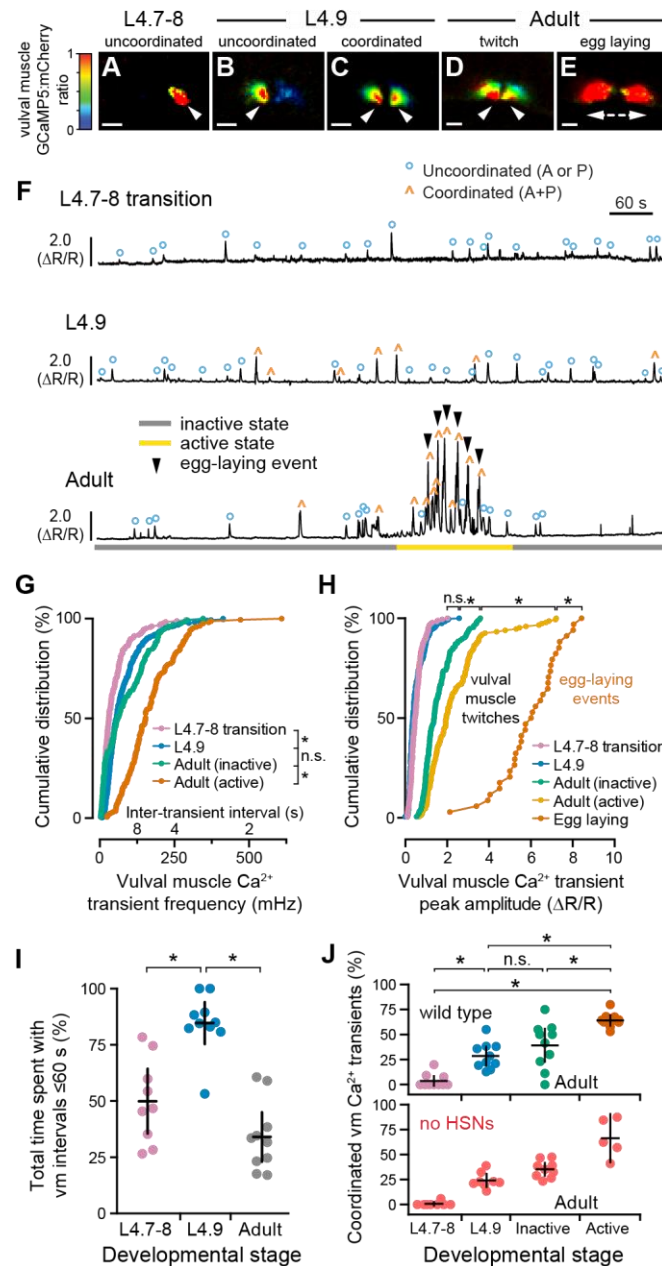 L4.7-8 L4.9 Adult
uncoordinated uncoordinated coordinated twitch egg laying
vulval muscle
GCaMP5:mCherry
ratio
1
0
A B C D E
F
L4.7-8 transition
○ Uncoordinated (A or P)
^ Coordinated (A+P)
60 s
2.0
(ΔR/R)
L4.9
2.0
(ΔR/R)
inactive state
active state
▼ egg-laying event
Adult
2.0
(ΔR/R)
G
Cumulative distribution (%)
100
50
0
L4.7-8 transition
L4.9
Adult (inactive)
Adult (active)
*
n.s.
*
Inter-transient interval (s)
8 4 2
0 250 500
Vulval muscle Ca²⁺
transient frequency (mHz)
H
n.s. * * *
Cumulative distribution (%)
100
50
0
vulval
muscle
twitches
egg-laying
events
L4.7-8 transition
L4.9
Adult (inactive)
Adult (active)
Egg laying
0 2 4 6 8 10
Vulval muscle Ca²⁺ transient
peak amplitude (ΔR/R)
I
* *
Total time spent with
vm intervals ≤60 s (%)
100
75
50
25
0
L4.7-8 L4.9 Adult
Developmental stage
J
*
* n.s. *
*
Coordinated vm Ca²⁺ transients (%)
100
75
50
25
0
wild type
Adult
100
75
50
25
0
no HSNs
Adult
L4.7-8 L4.9 Inactive Active
Developmental stage